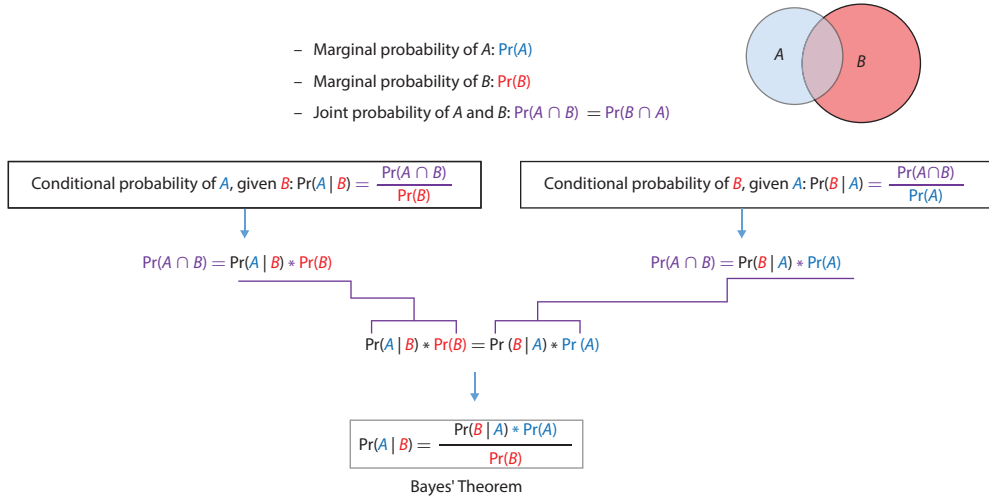 – Marginal probability of A: Pr(A)
– Marginal probability of B: Pr(B)
– Joint probability of A and B: Pr(A ∩ B) = Pr(B ∩ A)
A
B
Conditional probability of A, given B: Pr(A | B) = Pr(A ∩ B) / Pr(B)
Conditional probability of B, given A: Pr(B | A) = Pr(A∩B) / Pr(A)
Pr(A ∩ B) = Pr(A | B) * Pr(B)
Pr(A ∩ B) = Pr(B | A) * Pr(A)
Pr(A | B) * Pr(B) = Pr (B | A) * Pr (A)
Pr(A | B) = Pr(B | A) * Pr(A) / Pr(B)
Bayes' Theorem